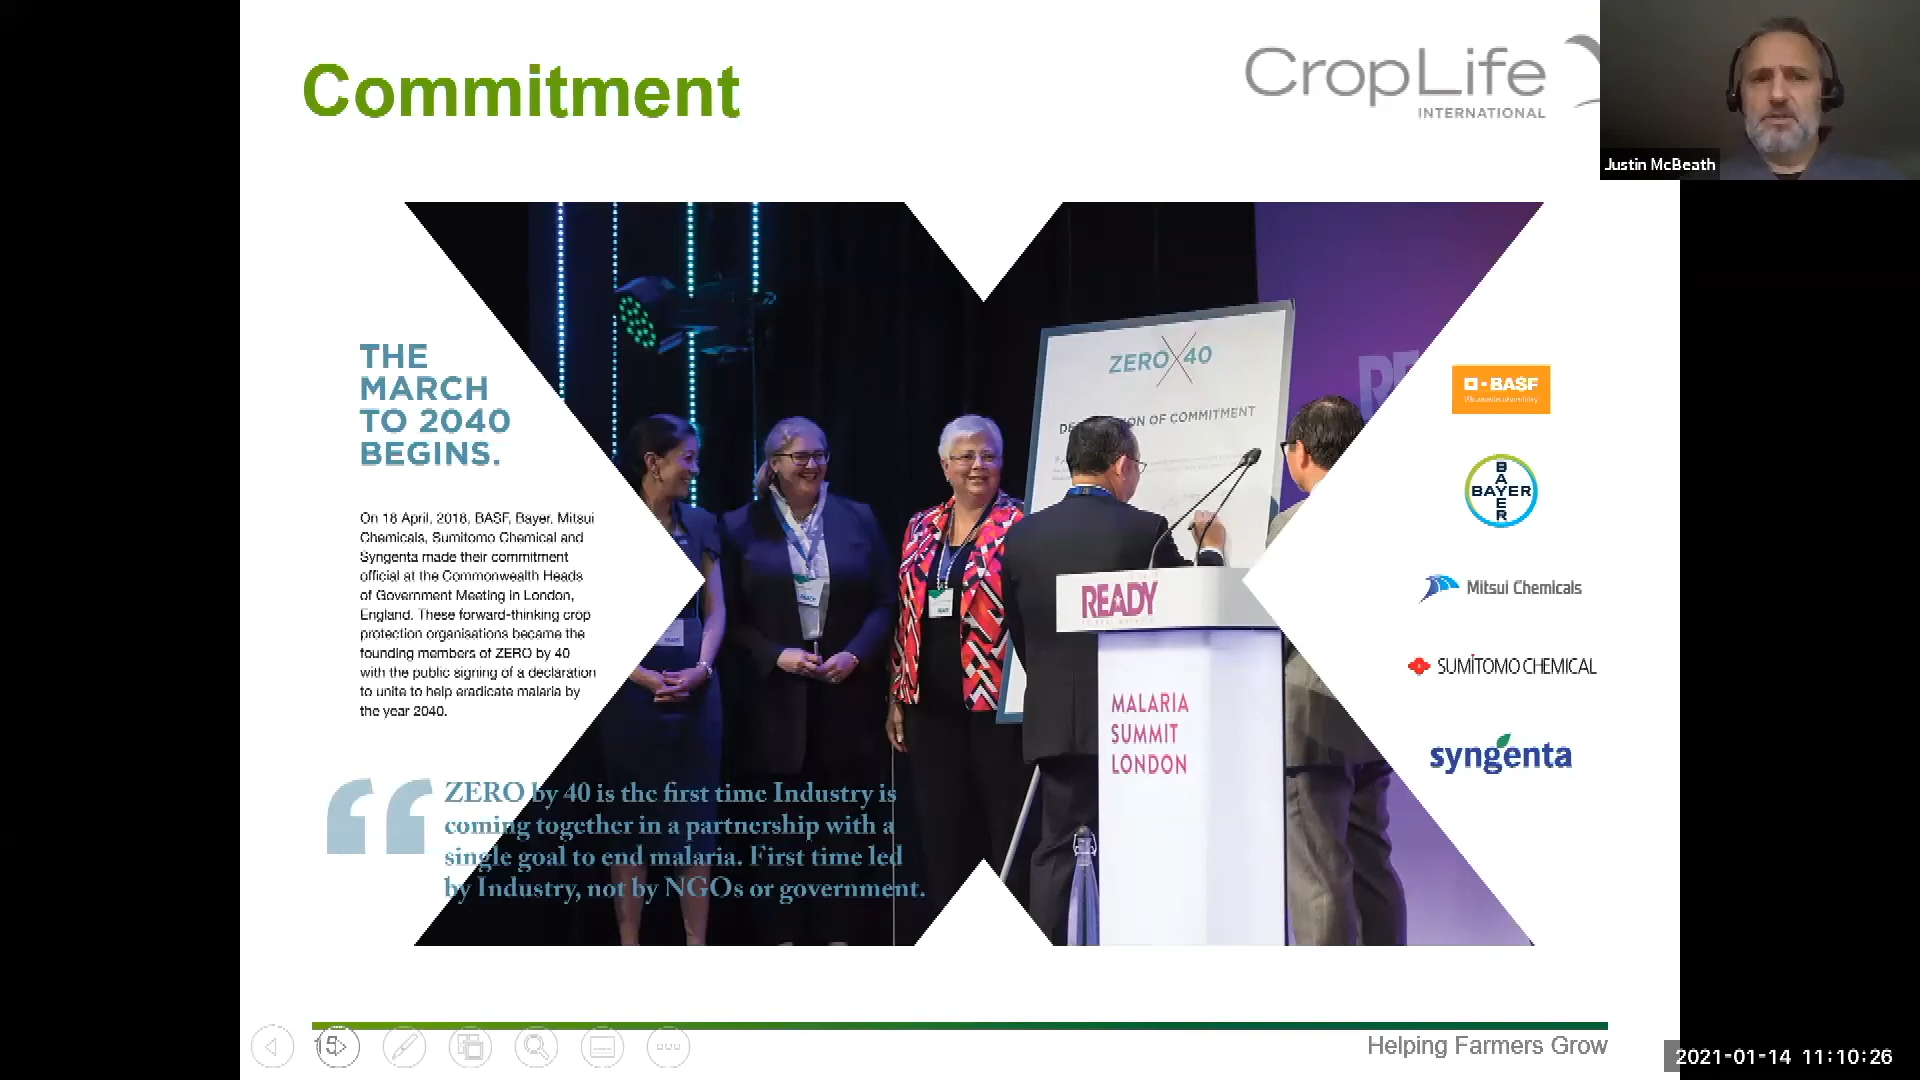 Commitment
CropLife
INTERNATIONAL
Justin McBeath
THE
MARCH
TO 2040
BEGINS.
On 18 April, 2018, BASF, Bayer, Mitsui
Chemicals, Sumitomo Chemical and
Syngenta made their commitment
official at the Commonwealth Heads
of Government Meeting in London,
England. These forward-thinking crop
protection organisations became the
founding members of ZERO by 40
with the public signing of a declaration
to unite to help eradicate malaria by
the year 2040.
ZERO X 40
OF COMMITMENT
RE
READY
MALARIA
SUMMIT
LONDON
BASF
We create chemistry
BAYER
BAYER
Mitsui Chemicals
SUMITOMO CHEMICAL
syngenta
“ZERO by 40 is the first time Industry is
coming together in a partnership with a
single goal to end malaria. First time led
by Industry, not by NGOs or government.
15
Helping Farmers Grow
2021-01-14 11:10:26